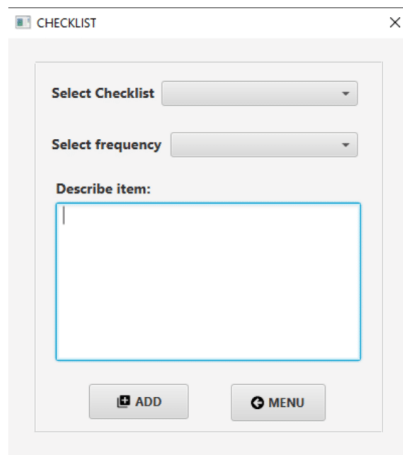 CHECKLIST
Select Checklist
Select frequency
Describe item:
ADD
MENU